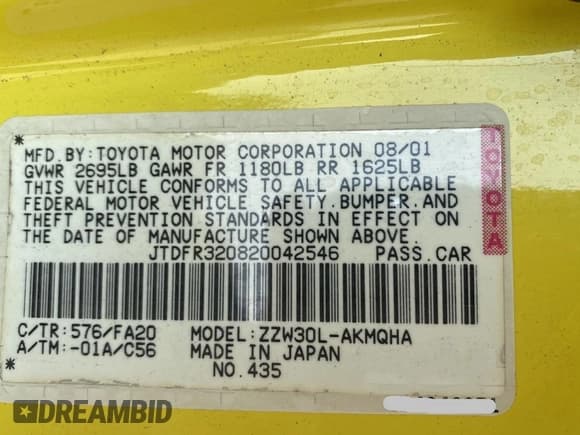 MFD.BY:TOYOTA MOTOR CORPORATION 08/01
GVWR 2695LB GAWR FR 1180LB RR 1625LB
THIS VEHICLE CONFORMS TO ALL APPLICABLE
FEDERAL MOTOR VEHICLE SAFETY.BUMPER.AND
THEFT PREVENTION STANDARDS IN EFFECT ON
THE DATE OF MANUFACTURE SHOWN ABOVE.
JTDFR320820042546 PASS.CAR
TOYOTA
C/TR:576/FA20 MODEL:ZZW30L-AKMQHA
A/TM:-01A/C56 MADE IN JAPAN
NO.435
DREAMBID